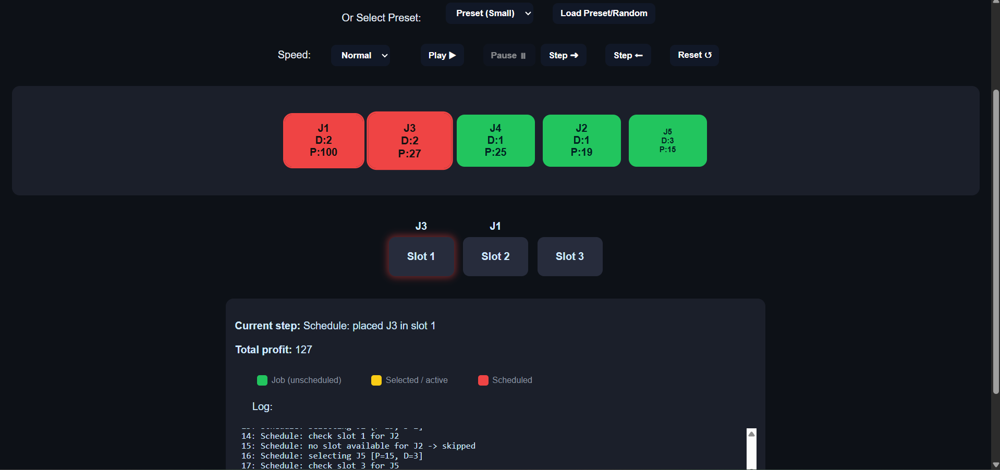 Or Select Preset:
Preset (Small)
Load Preset/Random
Speed:
Normal
Play ▶
Pause ⏸
Step ➜
Step ←
Reset ↺
J1
D:2
P:100
J3
D:2
P:27
J4
D:1
P:25
J2
D:1
P:19
J5
D:3
P:15
J3
J1
Slot 1
Slot 2
Slot 3
Current step: Schedule: placed J3 in slot 1
Total profit: 127
Job (unscheduled)
Selected / active
Scheduled
Log:
14: Schedule: check slot 1 for J2
15: Schedule: no slot available for J2 -> skipped
16: Schedule: selecting J5 [P=15, D=3]
17: Schedule: check slot 3 for J5